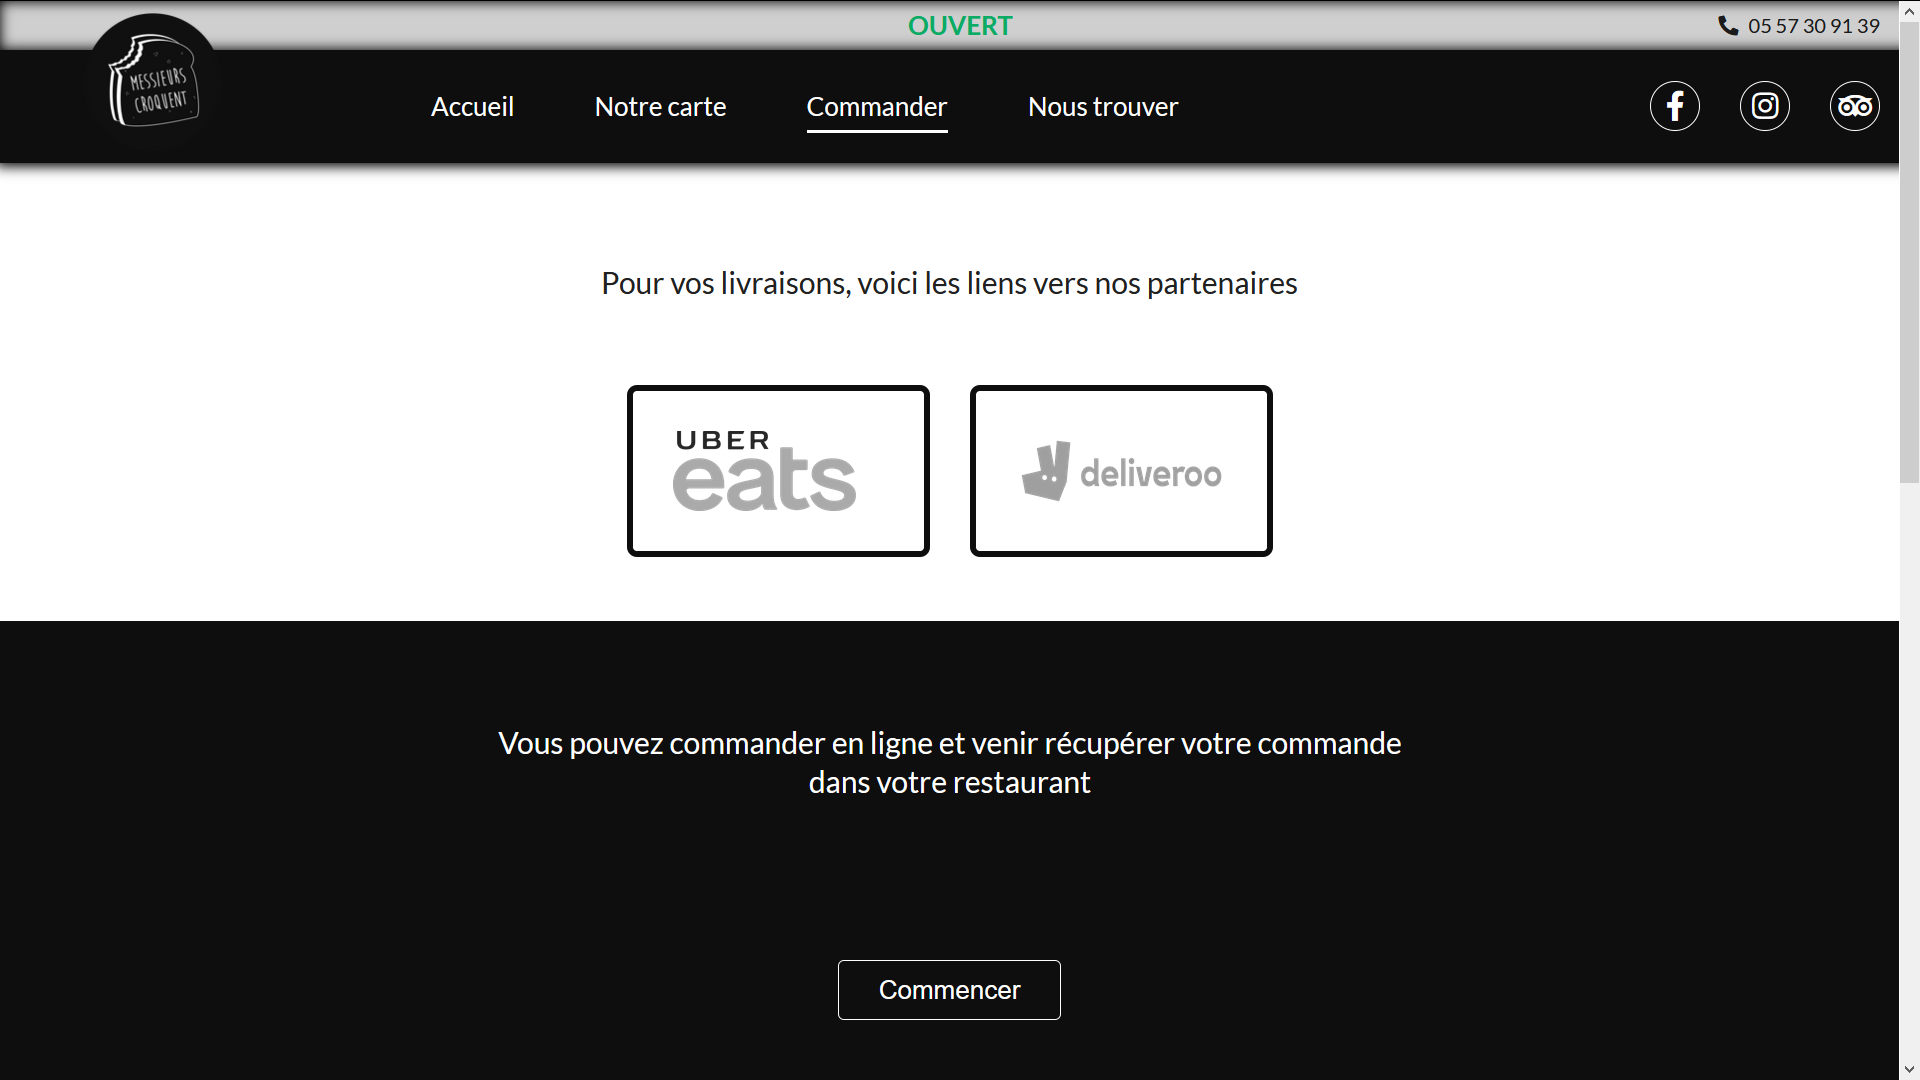 OUVERT
05 57 30 91 39
MESSIEURS
CROQUENT
Accueil
Notre carte
Commander
Nous trouver
Pour vos livraisons, voici les liens vers nos partenaires
UBER
eats
deliveroo
Vous pouvez commander en ligne et venir récupérer votre commande
dans votre restaurant
Commencer